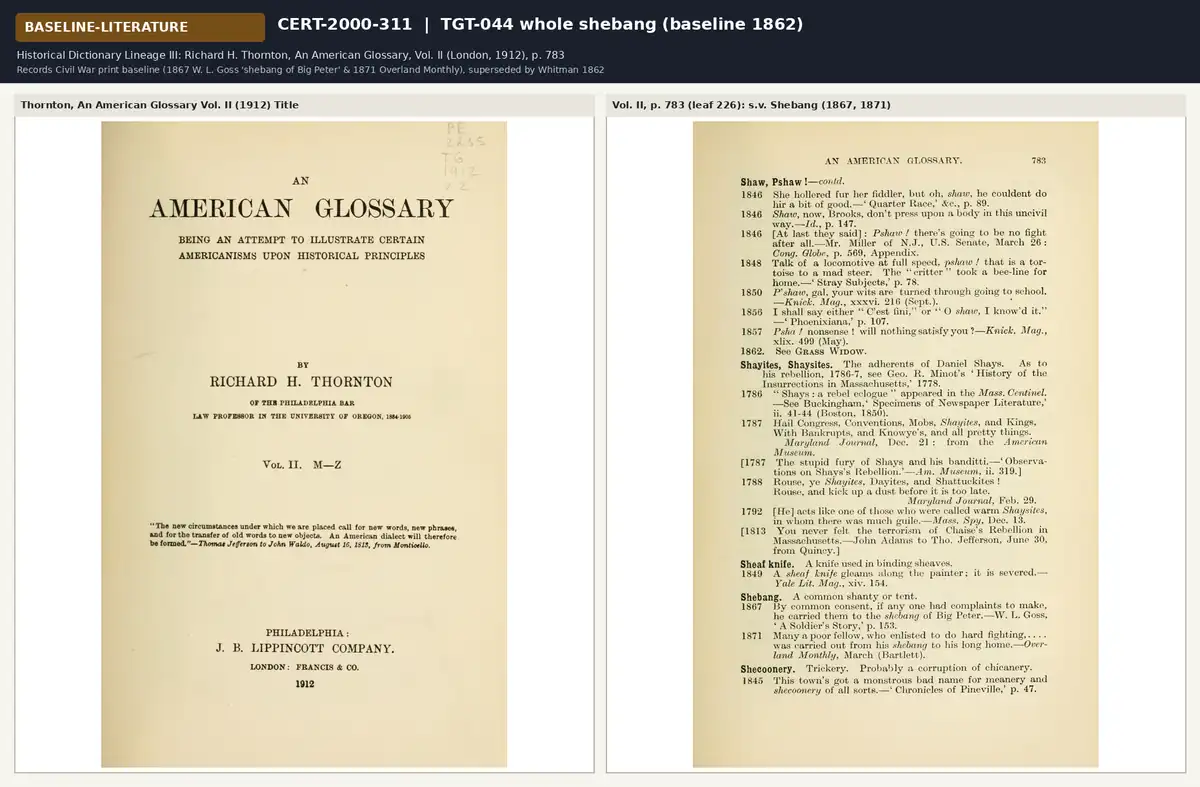 BASELINE-LITERATURE
CERT-2000-311 | TGT-044 whole shebang (baseline 1862)
Historical Dictionary Lineage III: Richard H. Thornton, An American Glossary, Vol. II (London, 1912), p. 783
Records Civil War print baseline (1867 W. L. Goss 'shebang of Big Peter' & 1871 Overland Monthly), superseded by Whitman 1862
Thornton, An American Glossary Vol. II (1912) Title
PE
2835
T6
1912
v.2
AN
AMERICAN GLOSSARY
BEING AN ATTEMPT TO ILLUSTRATE CERTAIN
AMERICANISMS UPON HISTORICAL PRINCIPLES
BY
RICHARD H. THORNTON
OF THE PHILADELPHIA BAR
LAW PROFESSOR IN THE UNIVERSITY OF OREGON, 1884-1903
VOL. II. M—Z
"The new circumstances under which we are placed call for new words, new phrases,
and for the transfer of old words to new objects. An American dialect will therefore
be formed."—Thomas Jefferson to John Waldo, August 16, 1813, from Monticello.
PHILADELPHIA:
J. B. LIPPINCOTT COMPANY.
LONDON: FRANCIS & CO.
1912
Vol. II, p. 783 (leaf 226): s.v. Shebang (1867, 1871)
AN AMERICAN GLOSSARY. 783
Shaw, Pshaw !—contd.
1846 She hollered fur her fiddler, but oh, shaw, he couldent do
hir a bit of good.—' Quarter Race,' &c., p. 89.
1846 Shaw, now, Brooks, don't press upon a body in this uncivil
way.—Id., p. 147.
1846 [At last they said]: Pshaw ! there's going to be no fight
after all.—Mr. Miller of N.J., U.S. Senate, March 26 :
Cong. Globe, p. 569, Appendix.
1848 Talk of a locomotive at full speed, pshaw ! that is a tor-
toise to a mad steer. The "critter" took a bee-line for
home.—' Stray Subjects,' p. 78.
1850 P'shaw, gal, your wits are turned through going to school.
—Knick. Mag., xxxvi. 216 (Sept.).
1856 I shall say either "C'est fini," or "O shaw, I know'd it."
—' Phoenixiana,' p. 107.
1857 Psha ! nonsense ! will nothing satisfy you ?—Knick. Mag.,
xlix. 499 (May).
1862. See GRASS WIDOW.
Shayites, Shaysites. The adherents of Daniel Shays. As to
his rebellion, 1786-7, see Geo. R. Minot's ' History of the
Insurrections in Massachusetts,' 1778.
1786 "Shays : a rebel eclogue" appeared in the Mass. Centinel.
—See Buckingham,' Specimens of Newspaper Literature,'
ii. 41-44 (Boston, 1850).
1787 Hail Congress, Conventions, Mobs, Shayites, and Kings,
With Bankrupts, and Knowye's, and all pretty things.
Maryland Journal, Dec. 21 : from the American
Museum.
[1787 The stupid fury of Shays and his banditti.—' Observa-
tions on Shays's Rebellion.'—Am. Museum, ii. 319.]
1788 Rouse, ye Shayites, Dayites, and Shattuckites !
Rouse, and kick up a dust before it is too late.
Maryland Journal, Feb. 29.
1792 [He] acts like one of those who were called warm Shaysites,
in whom there was much guile.—Mass. Spy, Dec. 13.
[1813 You never felt the terrorism of Chaise's Rebellion in
Massachusetts.—John Adams to Tho. Jefferson, June 30,
from Quincy.]
Sheaf knife. A knife used in binding sheaves.
1849 A sheaf knife gleams along the painter; it is severed.—
Yale Lit. Mag., xiv. 154.
Shebang. A common shanty or tent.
1867 By common consent, if any one had complaints to make,
he carried them to the shebang of Big Peter.—W. L. Goss,
' A Soldier's Story,' p. 153.
1871 Many a poor fellow, who enlisted to do hard fighting,....
was carried out from his shebang to his long home.—Over-
land Monthly, March (Bartlett).
Shecoonery. Trickery. Probably a corruption of chicanery.
1845 This town's got a monstrous bad name for meanery and
shecoonery of all sorts.—' Chronicles of Pineville,' p. 47.